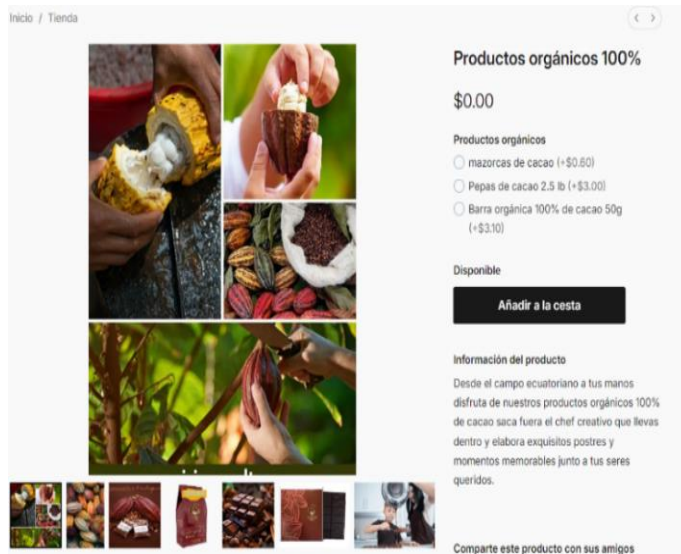 Inicio / Tienda
Productos orgánicos 100%
$0.00
Productos orgánicos
mazorcas de cacao (+$0.60)
Pepas de cacao 2.5 lb (+$3.00)
Barra orgánica 100% de cacao 50g
(+$3.10)
Disponible
Añadir a la cesta
Información del producto
Desde el campo ecuatoriano a tus manos
disfruta de nuestros productos orgánicos 100%
de cacao saca fuera el chef creativo que llevas
dentro y elabora exquisitos postres y
momentos memorables junto a tus seres
queridos.
Comparte este producto con sus amigos